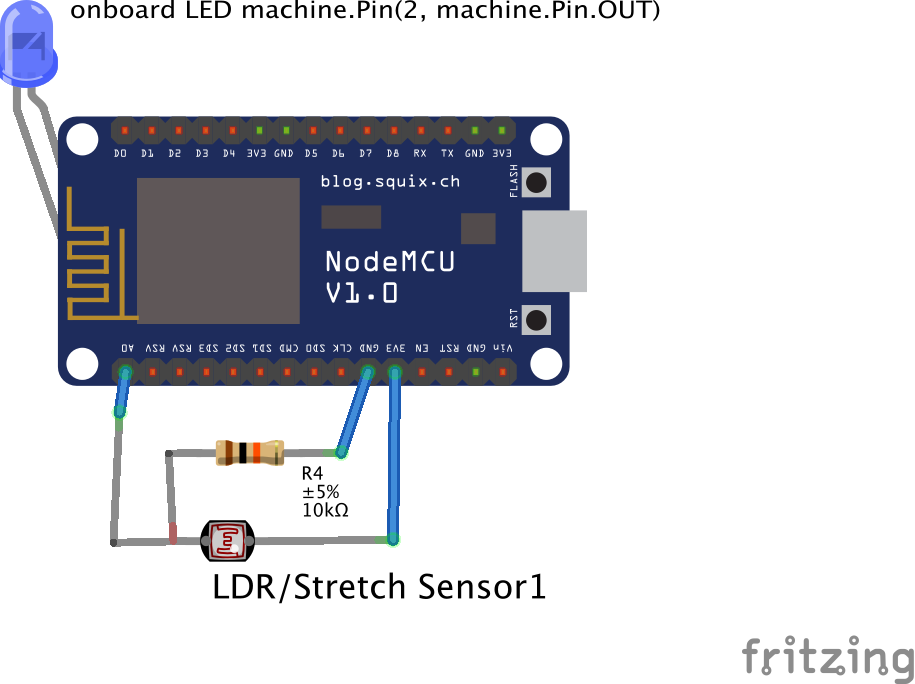 onboard LED machine.Pin(2, machine.Pin.OUT)
D0 D1 D2 D3 D4 3V3 GND D5 D6 D7 D8 RX TX GND 3V3
blog.squix.ch
FLASH
NodeMCU
V1.0
RST
A0 RSV RSV SD3 SD2 SD1 CMD SD0 CLK GND 3V3 EN RST GND Vin
R4
±5%
10kΩ
LDR/Stretch Sensor1
fritzing